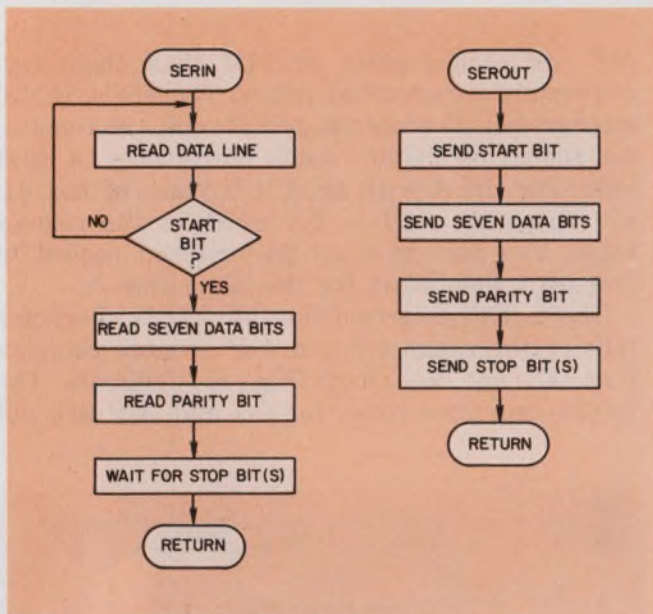 SERIN
READ DATA LINE
NO
START
BIT
?
YES
READ SEVEN DATA BITS
READ PARITY BIT
WAIT FOR STOP BIT(S)
RETURN
SEROUT
SEND START BIT
SEND SEVEN DATA BITS
SEND PARITY BIT
SEND STOP BIT(S)
RETURN